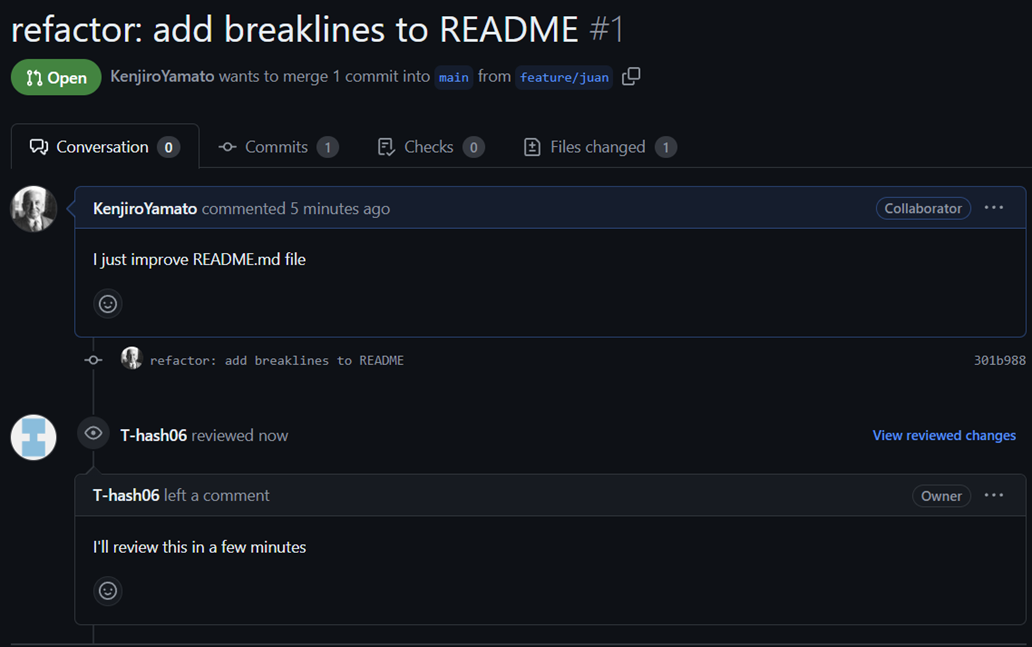 refactor: add breaklines to README #1
Open KenjiroYamato wants to merge 1 commit into main from feature/juan
Conversation 0 Commits 1 Checks 0 Files changed 1
KenjiroYamato commented 5 minutes ago Collaborator ...
I just improve README.md file
refactor: add breaklines to README 301b988
T-hash06 reviewed now View reviewed changes
T-hash06 left a comment Owner ...
I'll review this in a few minutes